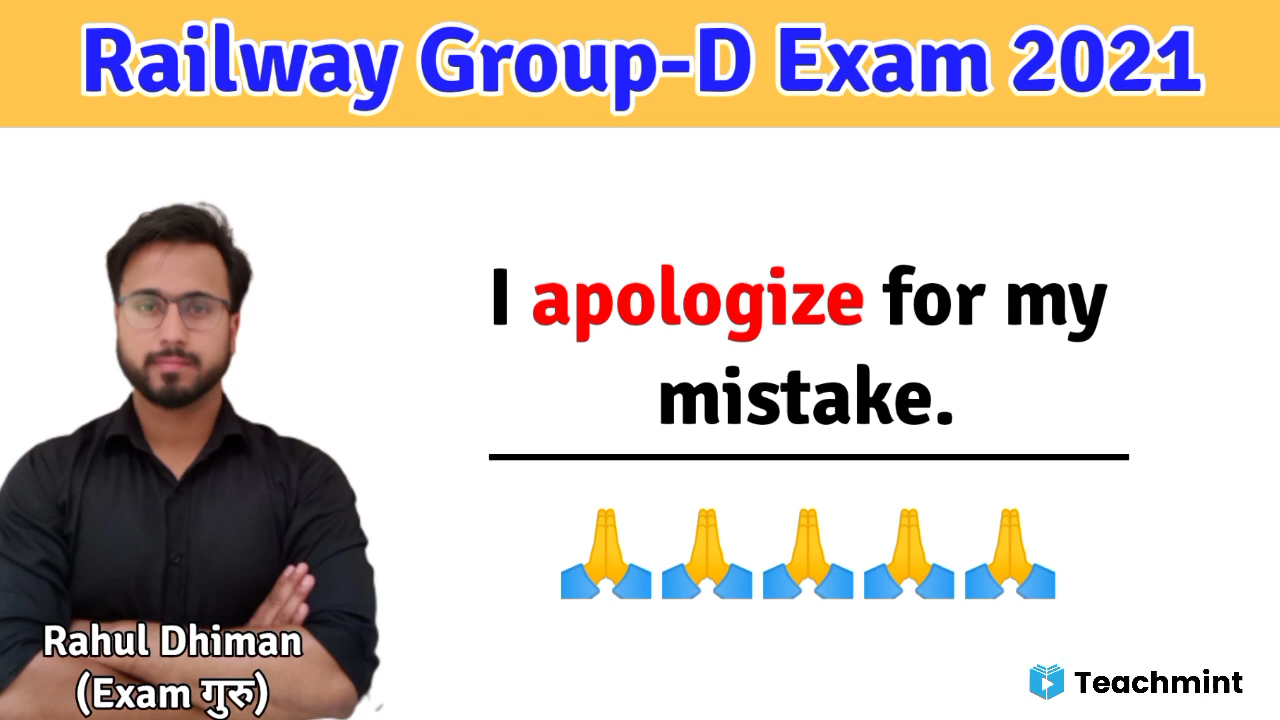 Railway Group-D Exam 2021
I apologize for my
mistake.
🙏🙏🙏🙏🙏
Rahul Dhiman
(Exam गुरु)
Teachmint